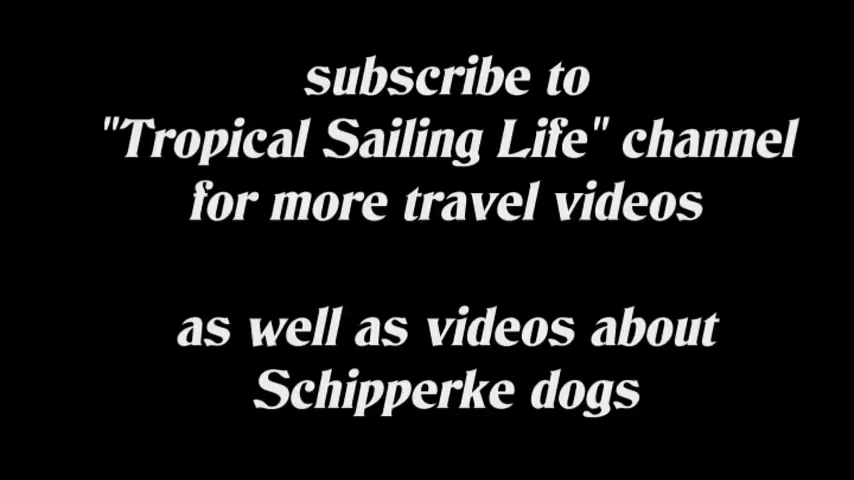 subscribe to
"Tropical Sailing Life" channel
for more travel videos
as well as videos about
Schipperke dogs